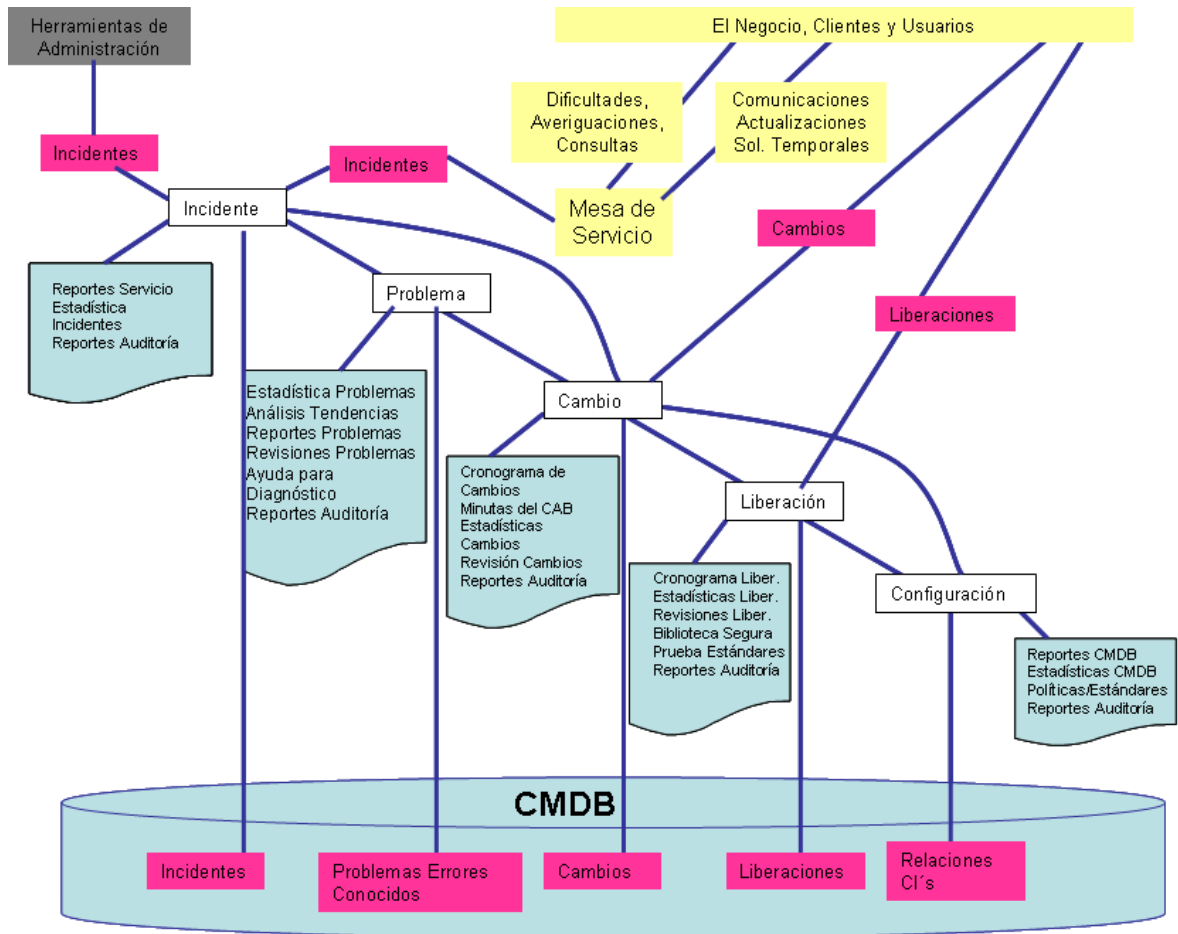 Herramientas de
Administración
El Negocio, Clientes y Usuarios
Dificultades,
Averiguaciones,
Consultas
Comunicaciones
Actualizaciones
Sol. Temporales
Incidentes
Incidentes
Incidente
Mesa de
Servicio
Cambios
Reportes Servicio
Estadística
Incidentes
Reportes Auditoría
Problema
Liberaciones
Estadística Problemas
Análisis Tendencias
Reportes Problemas
Revisiones Problemas
Ayuda para
Diagnóstico
Reportes Auditoría
Cambio
Cronograma de
Cambios
Minutas del CAB
Estadísticas
Cambios
Revisión Cambios
Reportes Auditoría
Liberación
Cronograma Liber.
Estadísticas Liber.
Revisiones Liber.
Biblioteca Segura
Prueba Estándares
Reportes Auditoría
Configuración
Reportes CMDB
Estadísticas CMDB
Políticas/Estándares
Reportes Auditoría
CMDB
Incidentes
Problemas Errores
Conocidos
Cambios
Liberaciones
Relaciones
CI´s